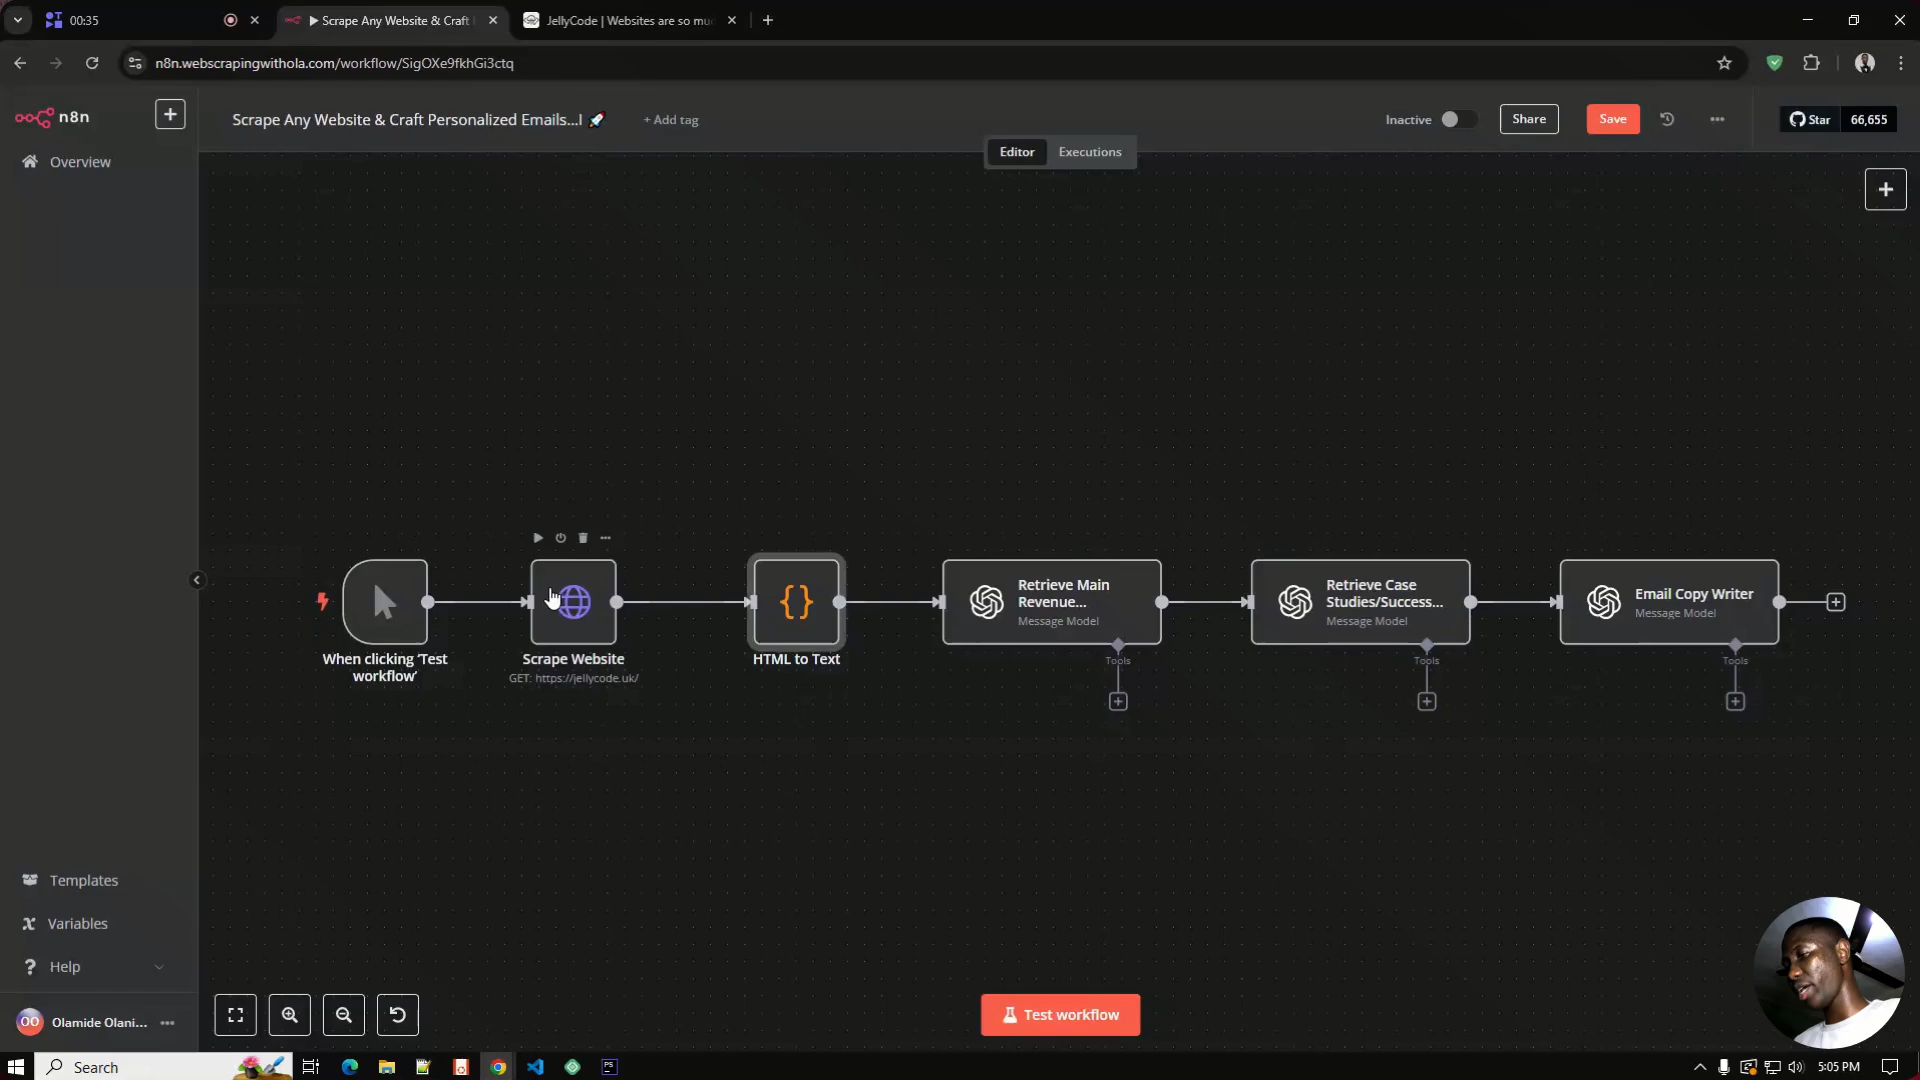 00:35
▶ Scrape Any Website & Craft
JellyCode | Websites are so mu
n8n.webscrapingwithola.com/workflow/SigOXe9fkhGi3ctq
n8n
Scrape Any Website & Craft Personalized Emails...I 🚀
+ Add tag
Inactive
Share
Save
Star
66,655
Editor
Executions
Overview
When clicking ‘Test
workflow’
Scrape Website
GET: https://jellycode.uk/
{}
HTML to Text
Retrieve Main
Revenue...
Message Model
Tools
Retrieve Case
Studies/Success...
Message Model
Tools
Email Copy Writer
Message Model
Tools
Templates
Variables
Help
OO
Olamide Olani...
Test workflow
Search
PS
5:05 PM